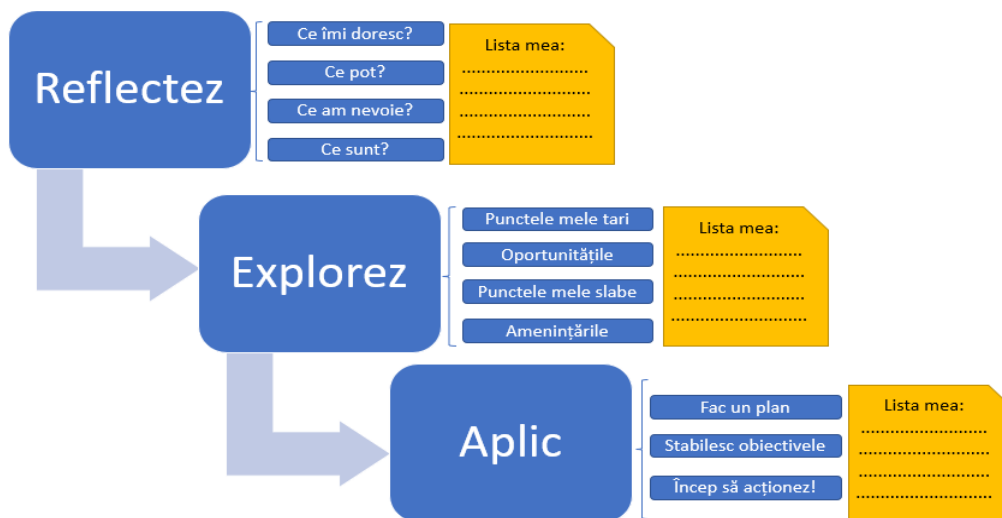 Reflectez
Ce îmi doresc?
Ce pot?
Ce am nevoie?
Ce sunt?
Lista mea:
............................
.............................
.............................
..............................
Explorez
Punctele mele tari
Oportunitățile
Punctele mele slabe
Amenințările
Lista mea:
............................
.............................
.............................
..............................
Aplic
Fac un plan
Stabilesc obiectivele
Încep să acționez!
Lista mea:
............................
.............................
.............................
..............................